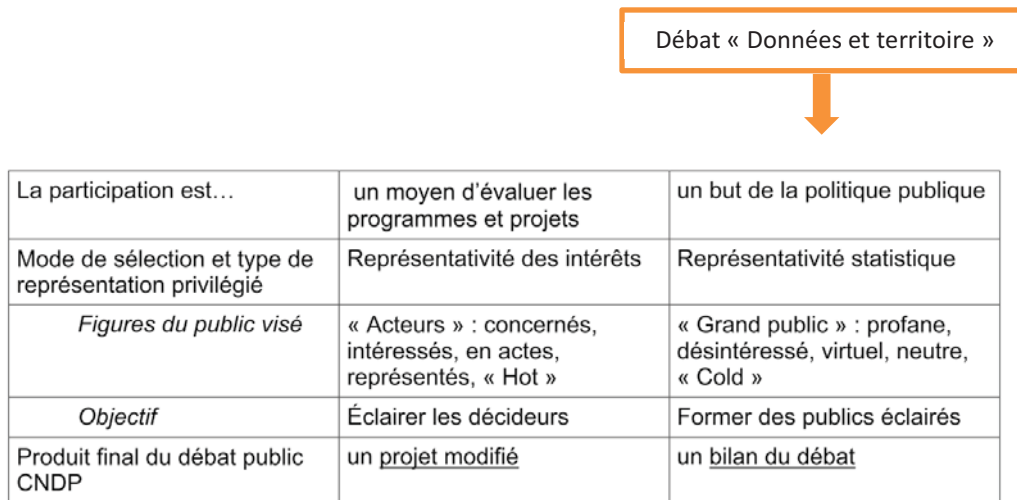 Débat « Données et territoire »
La participation est…
un moyen d’évaluer les
programmes et projets
un but de la politique publique
Mode de sélection et type de
représentation privilégié
Représentativité des intérêts
Représentativité statistique
Figures du public visé
« Acteurs » : concernés,
intéressés, en actes,
représentés, « Hot »
« Grand public » : profane,
désintéressé, virtuel, neutre,
« Cold »
Objectif
Éclairer les décideurs
Former des publics éclairés
Produit final du débat public
CNDP
un projet modifié
un bilan du débat